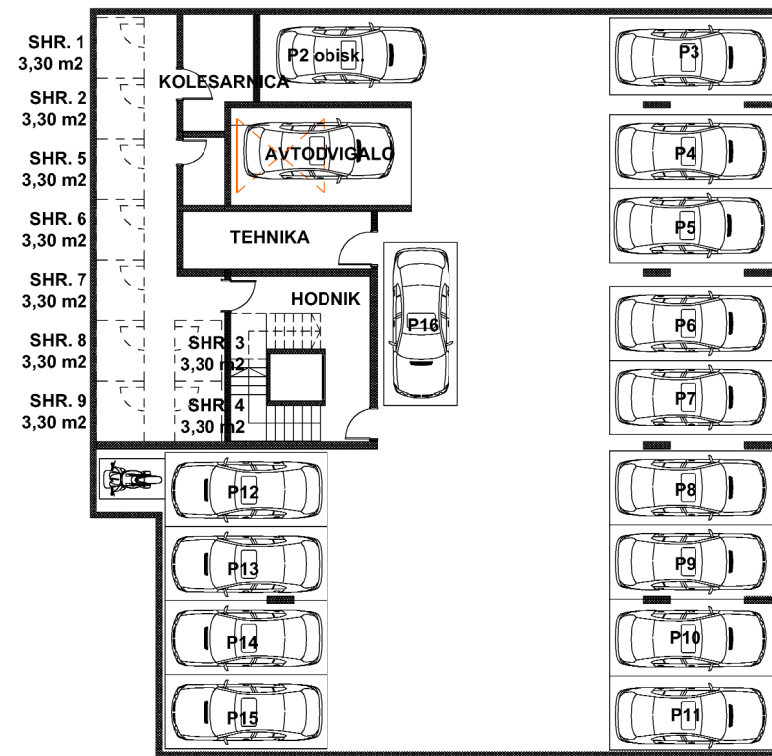 SHR. 1
3,30 m2
SHR. 2
3,30 m2
SHR. 5
3,30 m2
SHR. 6
3,30 m2
SHR. 7
3,30 m2
SHR. 8
3,30 m2
SHR. 9
3,30 m2
KOLESARNICA
P2 obisk.
AVTODVIGALO
TEHNIKA
HODNIK
SHR. 3
3,30 m2
SHR. 4
3,30 m2
P16
P3
P4
P5
P6
P7
P8
P9
P10
P11
P12
P13
P14
P15